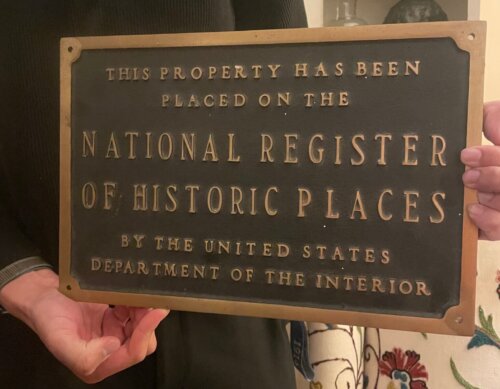 THIS PROPERTY HAS BEEN
PLACED ON THE
NATIONAL REGISTER
OF HISTORIC PLACES
BY THE UNITED STATES
DEPARTMENT OF THE INTERIOR